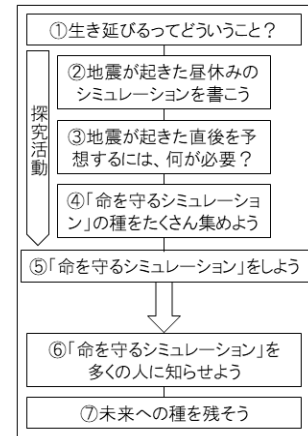 ①生き延びるってどういうこと？
探究活動
②地震が起きた昼休みの
シミュレーションを書こう
③地震が起きた直後を予
想するには、何が必要？
④「命を守るシミュレーショ
ン」の種をたくさん集めよう
⑤「命を守るシミュレーション」をしよう
⑥「命を守るシミュレーション」を
多くの人に知らせよう
⑦未来への種を残そう